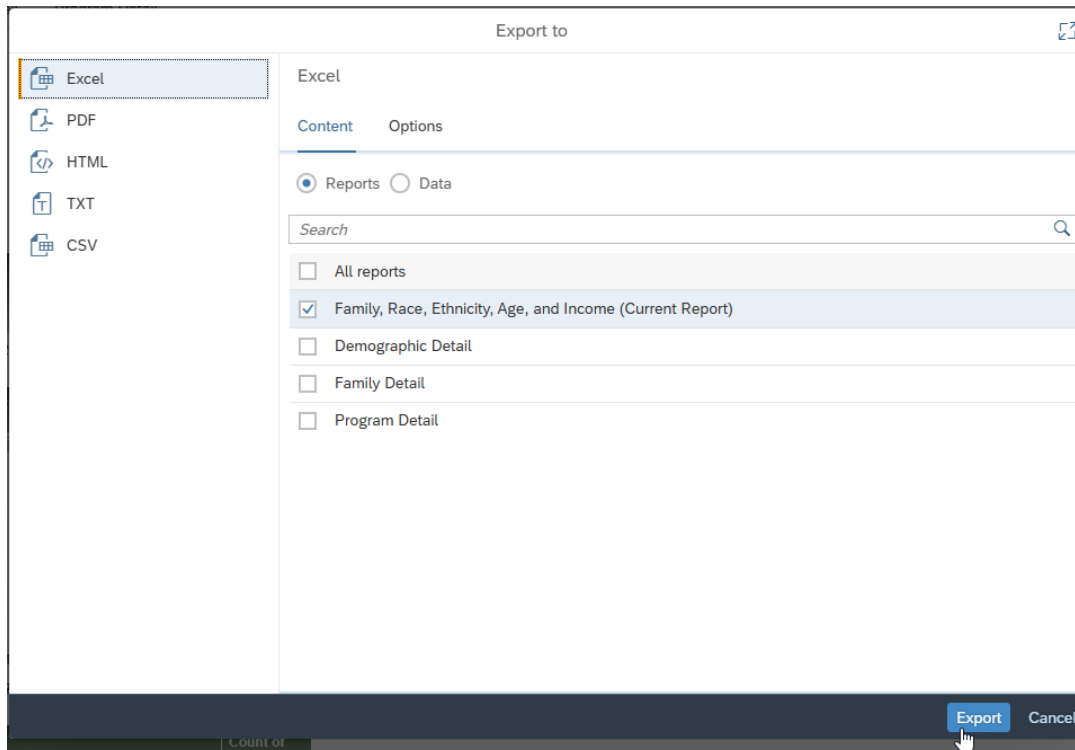 Export to
Excel
PDF
HTML
TXT
CSV
Excel
Content Options
Reports Data
Search
All reports
Family, Race, Ethnicity, Age, and Income (Current Report)
Demographic Detail
Family Detail
Program Detail
Export Cancel
Count of